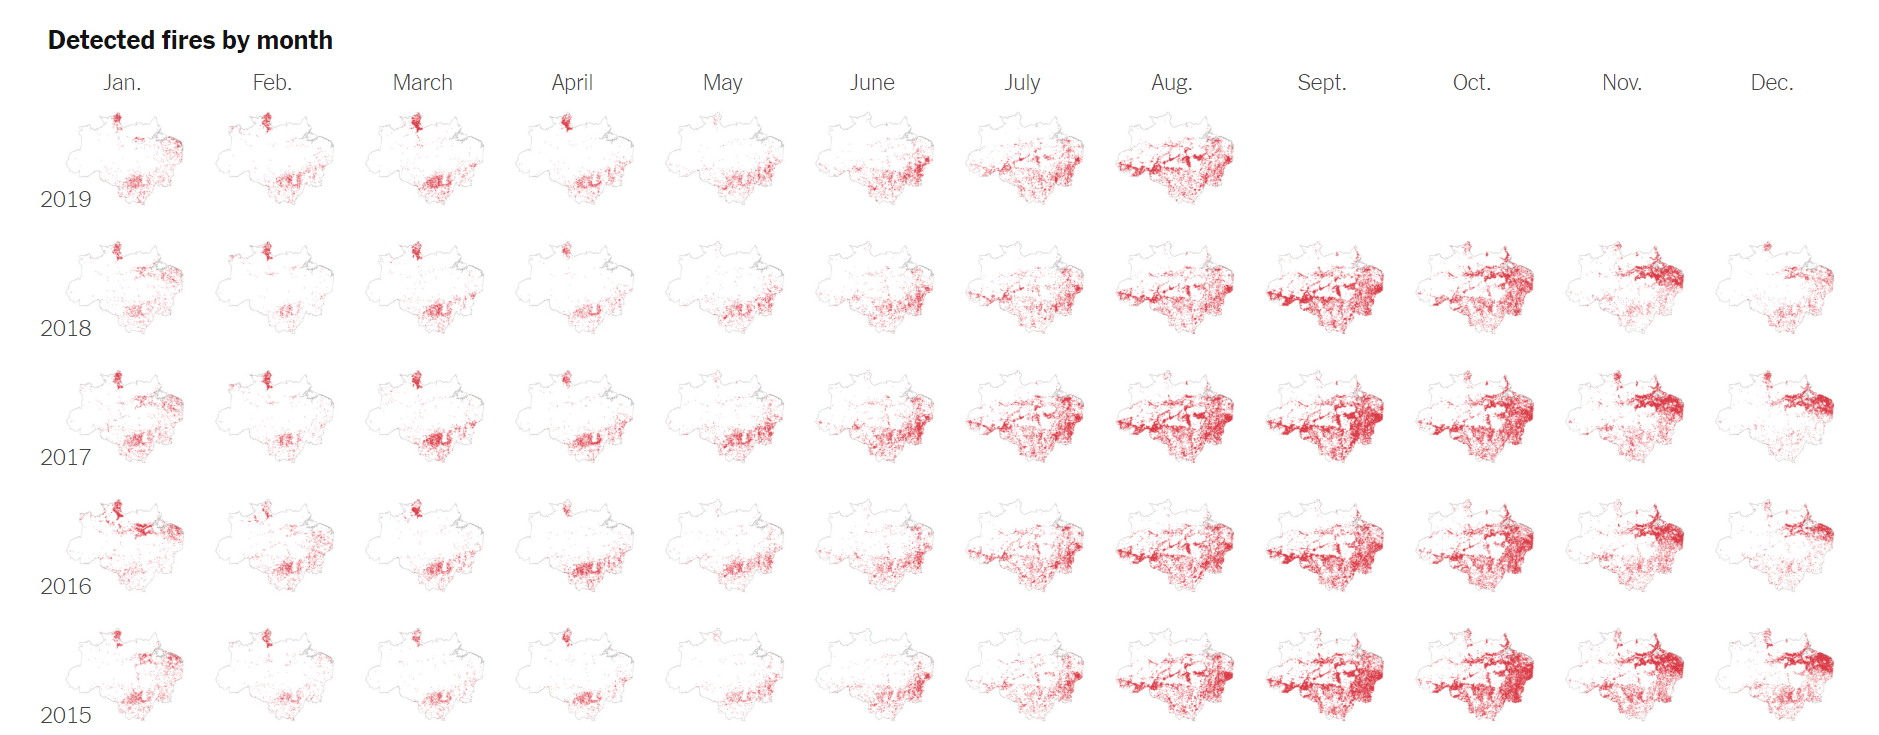 Detected fires by month
Jan. Feb. March April May June July Aug. Sept. Oct. Nov. Dec.
2019
2018
2017
2016
2015